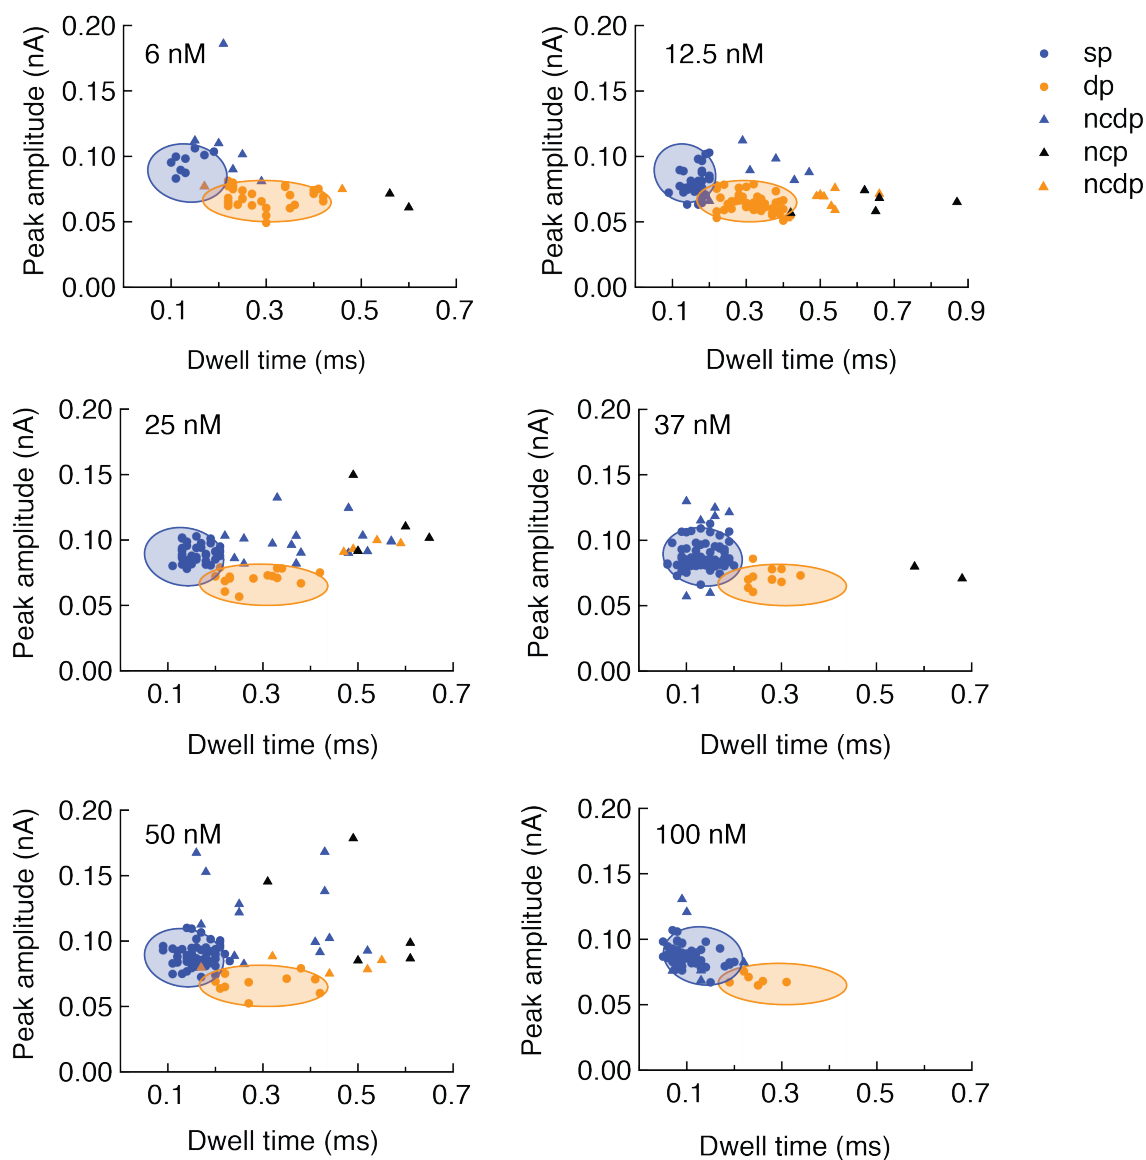 0.20
0.15
0.10
0.05
0.00
Peak amplitude (nA)
6 nM
0.1 0.3 0.5 0.7
Dwell time (ms)
0.20
0.15
0.10
0.05
0.00
Peak amplitude (nA)
12.5 nM
0.1 0.3 0.5 0.7 0.9
Dwell time (ms)
sp
dp
ncdp
ncp
ncdp
0.20
0.15
0.10
0.05
0.00
Peak amplitude (nA)
25 nM
0.1 0.3 0.5 0.7
Dwell time (ms)
0.20
0.15
0.10
0.05
0.00
Peak amplitude (nA)
37 nM
0.1 0.3 0.5 0.7
Dwell time (ms)
0.20
0.15
0.10
0.05
0.00
Peak amplitude (nA)
50 nM
0.1 0.3 0.5 0.7
Dwell time (ms)
0.20
0.15
0.10
0.05
0.00
Peak amplitude (nA)
100 nM
0.1 0.3 0.5 0.7
Dwell time (ms)